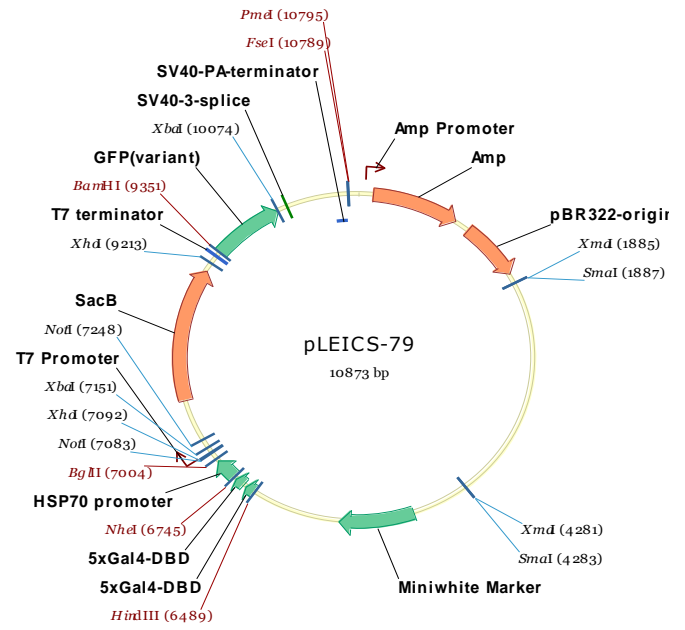 PmeI (10795)
FseI (10789)
SV40-PA-terminator
SV40-3-splice
XbaI (10074)
GFP(variant)
BamHI (9351)
T7 terminator
XhoI (9213)
SacB
NotI (7248)
T7 Promoter
XbaI (7151)
XhoI (7092)
NotI (7083)
BglII (7004)
HSP70 promoter
NheI (6745)
5xGal4-DBD
5xGal4-DBD
HindIII (6489)
Amp Promoter
Amp
pBR322-origin
XmaI (1885)
SmaI (1887)
pLEICS-79
10873 bp
XmaI (4281)
SmaI (4283)
Miniwhite Marker